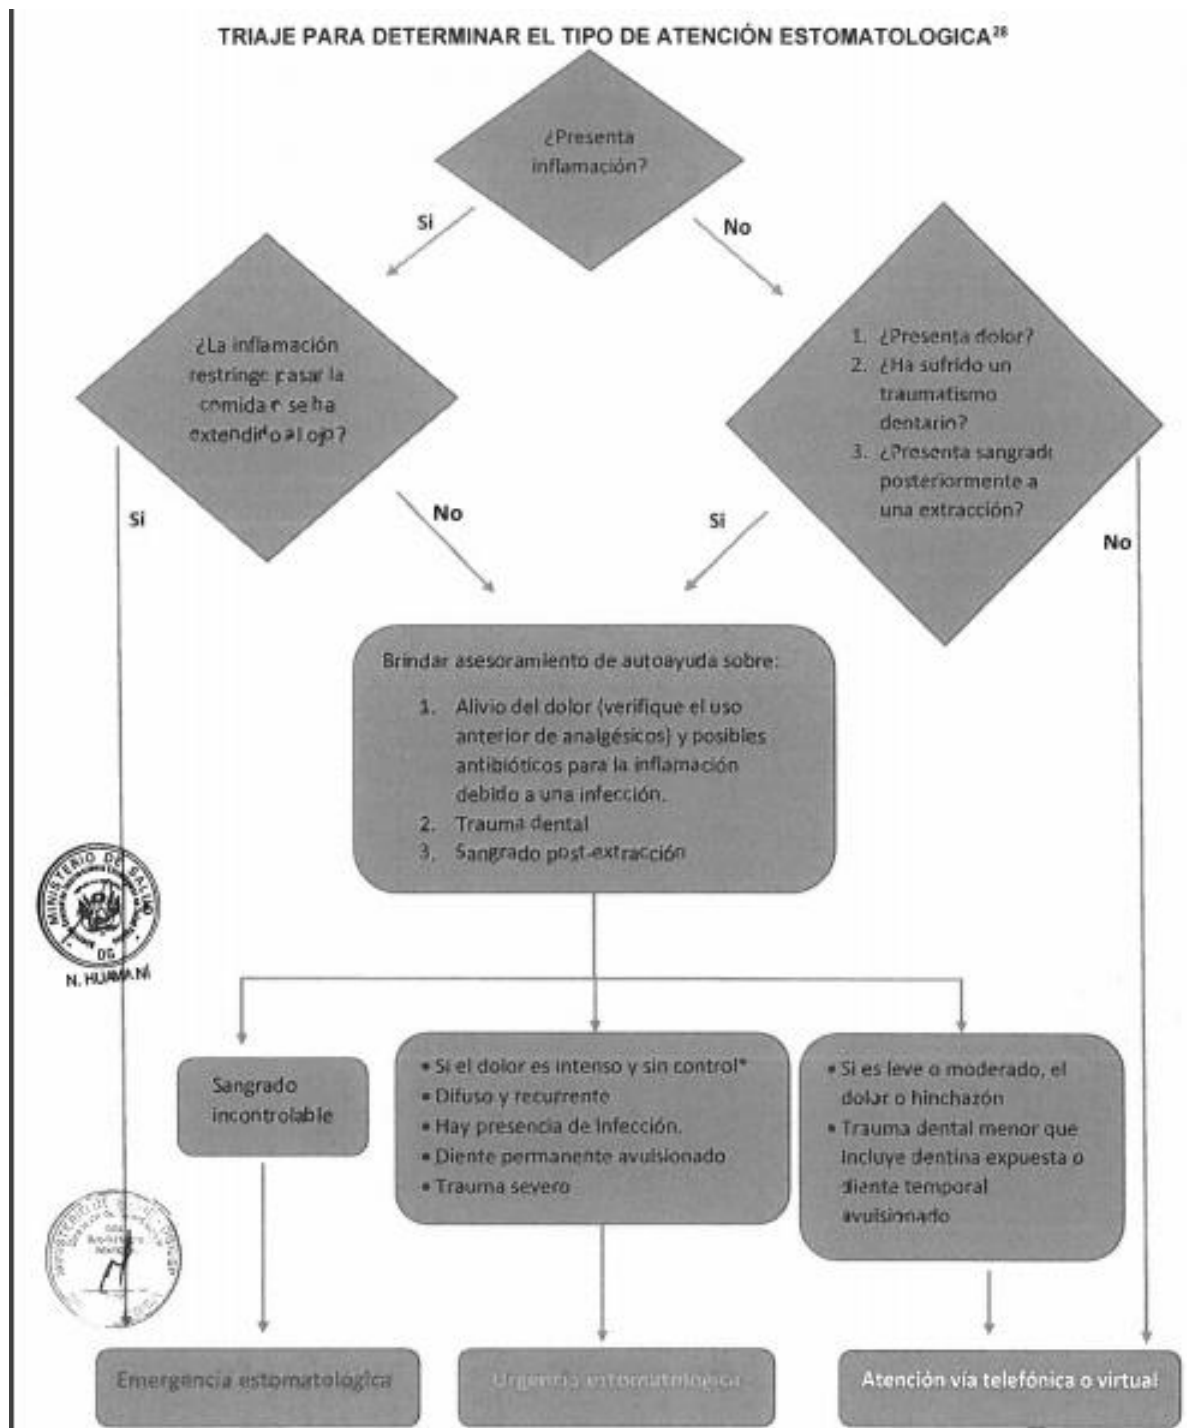 TRIAJE PARA DETERMINAR EL TIPO DE ATENCIÓN ESTOMATOLOGICA²⁸
¿Presenta
inflamación?
Si
No
¿La inflamación
restringe pasar la
comida o se ha
extendido al ojo?
1. ¿Presenta dolor?
2. ¿Ha sufrido un
traumatismo
dentario?
3. ¿Presenta sangrado
posteriormente a
una extracción?
Si
No
Si
No
Brindar asesoramiento de autoayuda sobre:
1. Alivio del dolor (verifique el uso
anterior de analgésicos) y posibles
antibióticos para la inflamación
debido a una infección.
2. Trauma dental
3. Sangrado post-extracción
MINISTERIO DE SALUD
DG
N. HUAMANÍ
Sangrado
incontrolable
• Si el dolor es intenso y sin control*
• Difuso y recurrente
• Hay presencia de Infección.
• Diente permanente avulsionado
• Trauma severo
• Si es leve o moderado, el
dolor o hinchazón
• Trauma dental menor que
Incluye dentina expuesta o
diente temporal
avulsionado
Emergencia estomatológica
Urgencia estomatológica
Atención vía telefónica o virtual